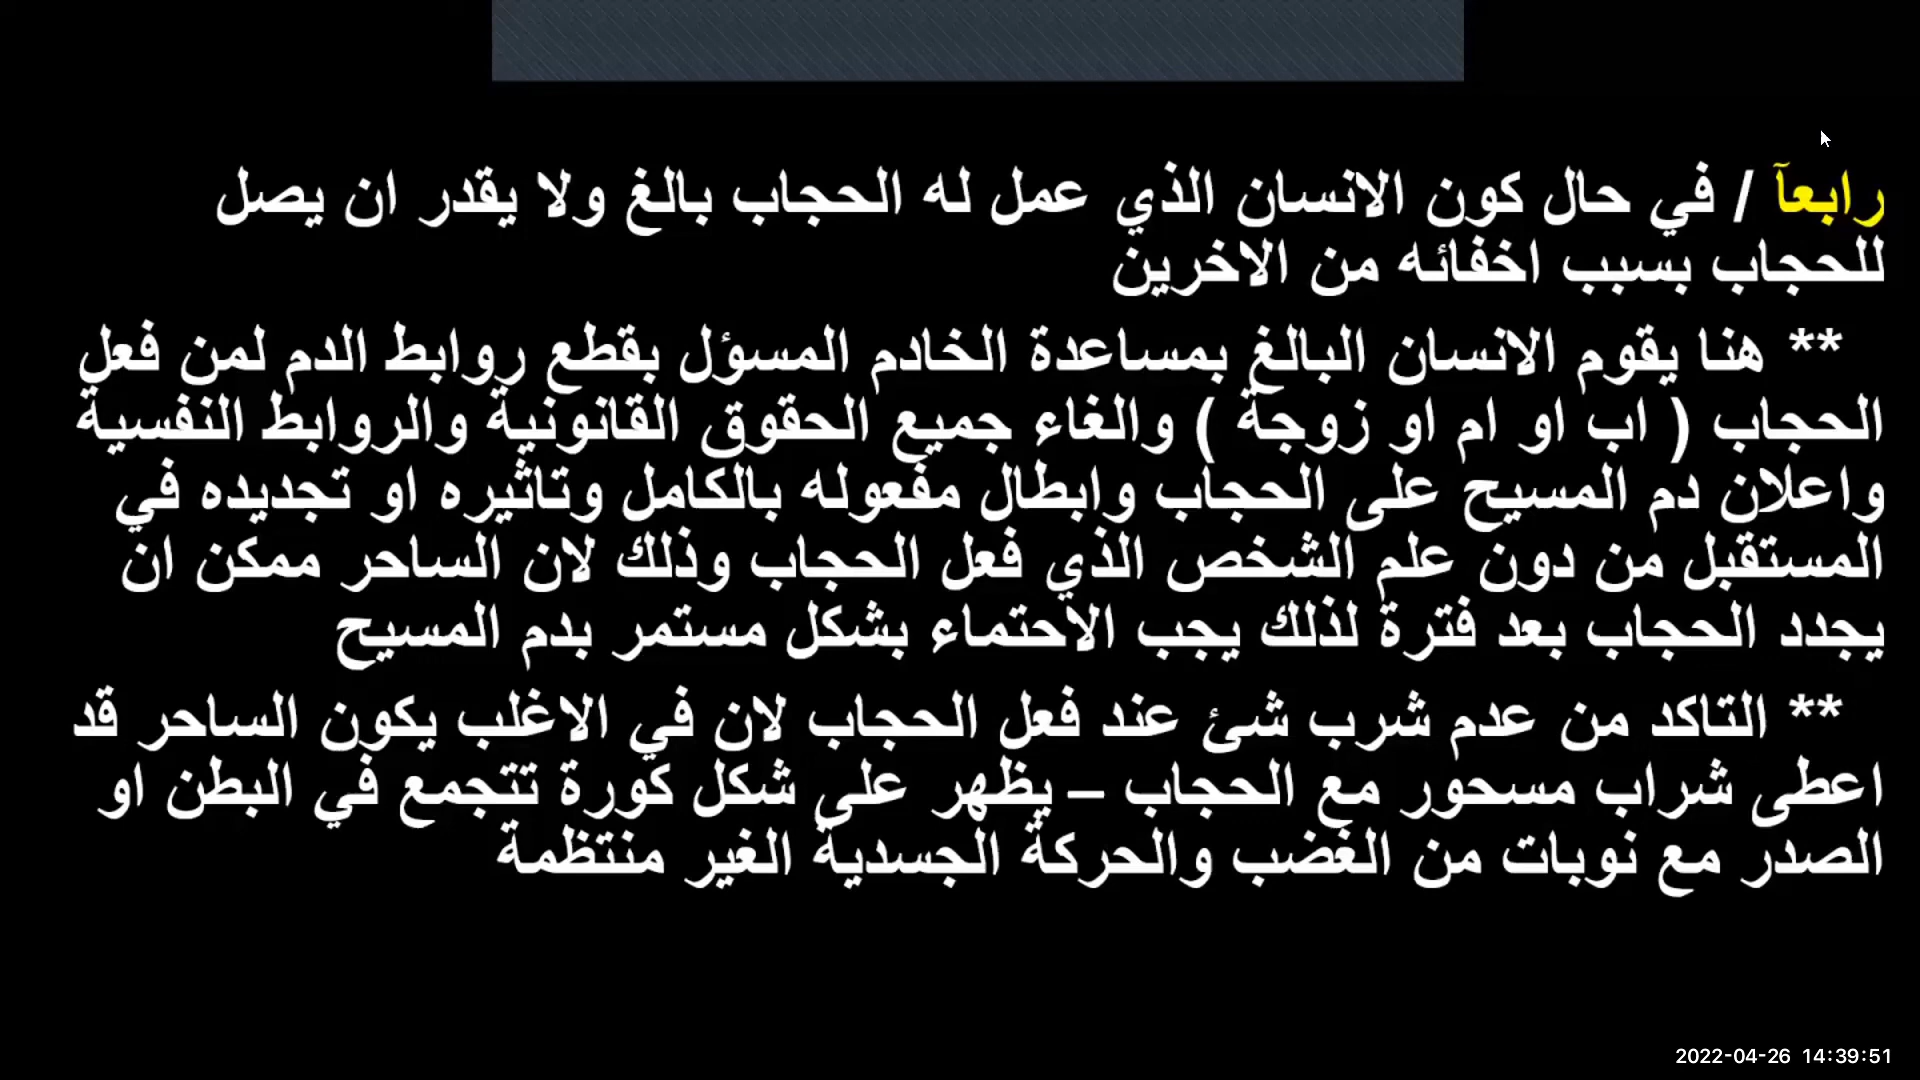 رابعآ / في حال كون الانسان الذي عمل له الحجاب بالغ ولا يقدر ان يصل
للحجاب بسبب اخفائه من الاخرين
** هنا يقوم الانسان البالغ بمساعدة الخادم المسؤل بقطع روابط الدم لمن فعل
الحجاب ( اب او ام او زوجة ) والغاء جميع الحقوق القانونية والروابط النفسية
واعلان دم المسيح على الحجاب وابطال مفعوله بالكامل وتاثيره او تجديده في
المستقبل من دون علم الشخص الذي فعل الحجاب وذلك لان الساحر ممكن ان
يجدد الحجاب بعد فترة لذلك يجب الاحتماء بشكل مستمر بدم المسيح
** التاكد من عدم شرب شئ عند فعل الحجاب لان في الاغلب يكون الساحر قد
اعطى شراب مسحور مع الحجاب – يظهر على شكل كورة تتجمع في البطن او
الصدر مع نوبات من الغضب والحركة الجسدية الغير منتظمة
2022-04-26 14:39:51